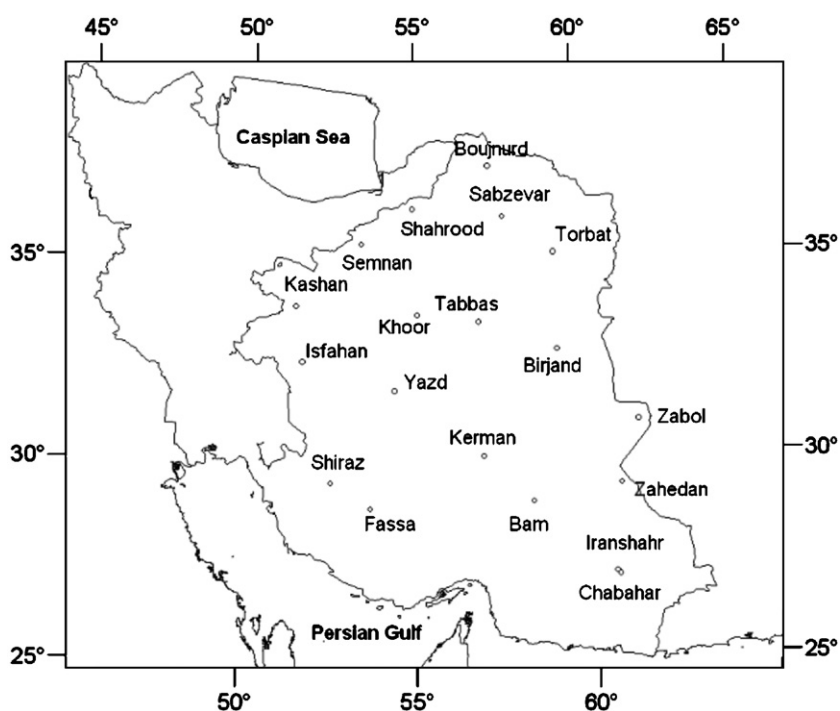 45° 50° 55° 60° 65°
Caspian Sea
Boujnurd
Sabzevar
Shahrood
Torbat
35° 35°
Semnan
Kashan
Tabbas
Khoor
Isfahan
Birjand
Yazd
Zabol
Kerman
30° 30°
Shiraz
Zahedan
Fassa
Bam
Iranshahr
Chabahar
Persian Gulf
25° 25°
50° 55° 60°